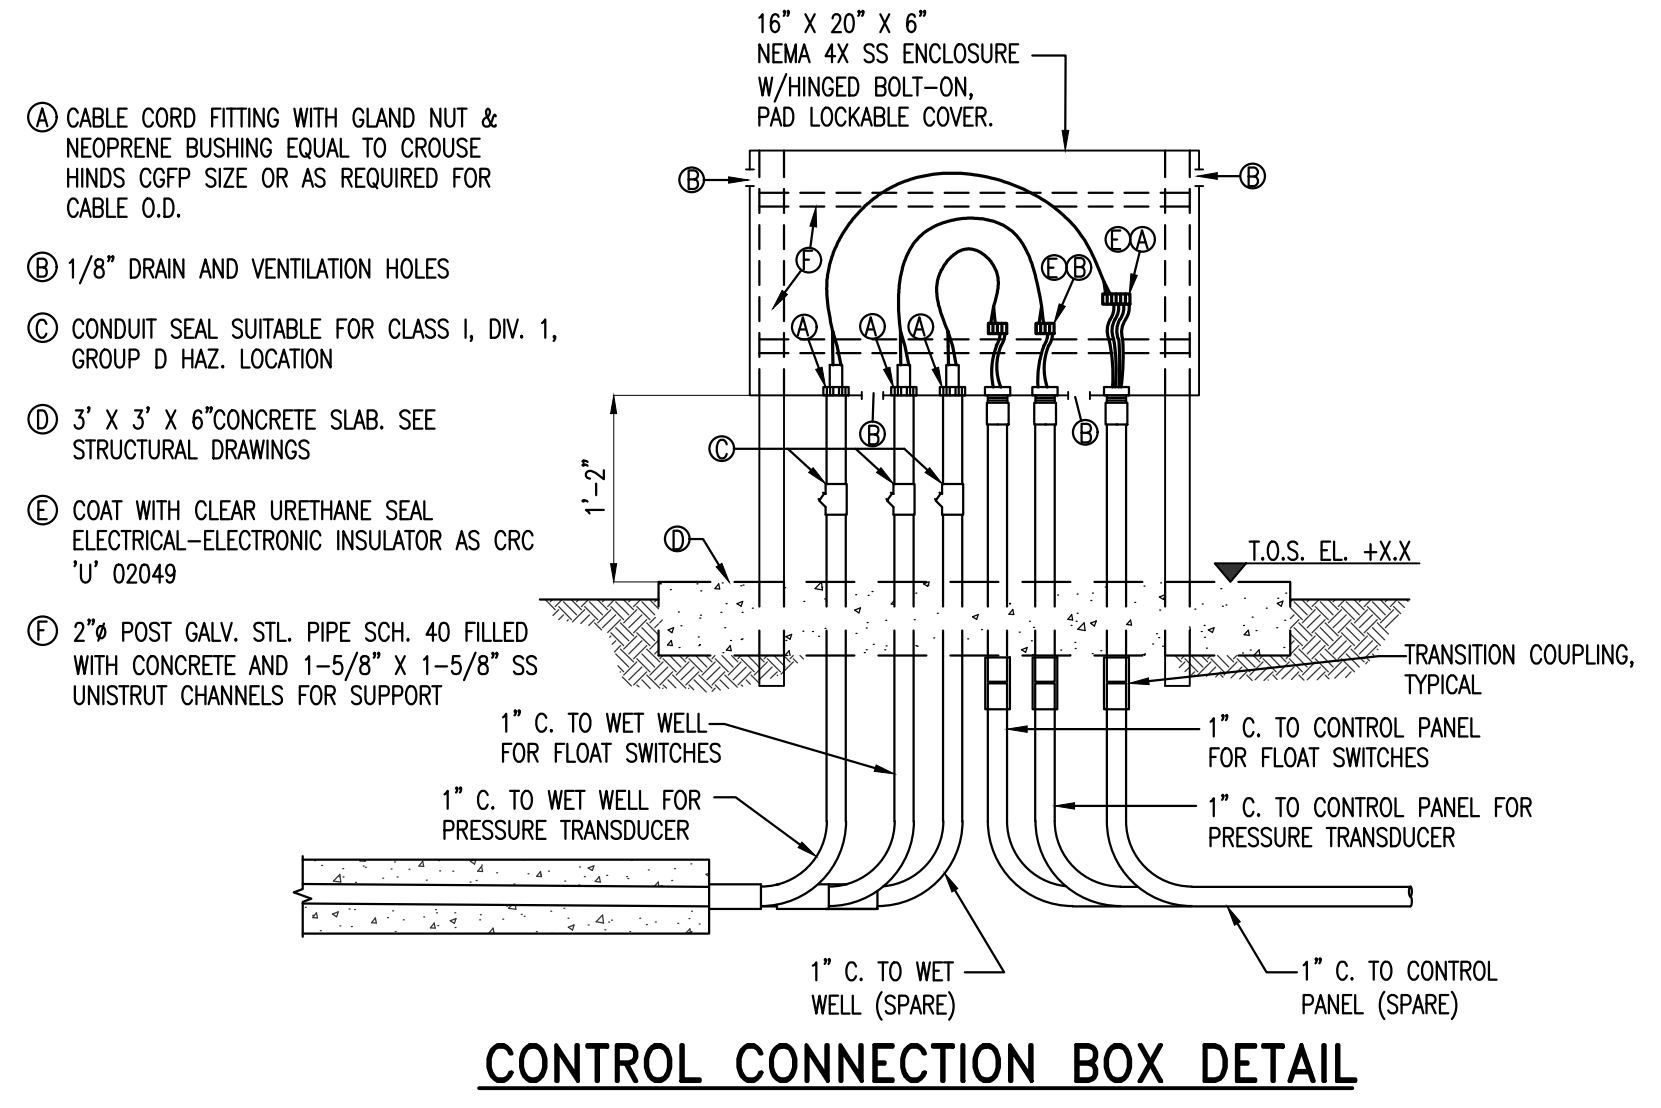 16" X 20" X 6"
NEMA 4X SS ENCLOSURE
W/HINGED BOLT-ON,
PAD LOCKABLE COVER.
Ⓐ CABLE CORD FITTING WITH GLAND NUT &
NEOPRENE BUSHING EQUAL TO CROUSE
HINDS CGFP SIZE OR AS REQUIRED FOR
CABLE O.D.
Ⓑ 1/8" DRAIN AND VENTILATION HOLES
Ⓒ CONDUIT SEAL SUITABLE FOR CLASS I, DIV. 1,
GROUP D HAZ. LOCATION
Ⓓ 3' X 3' X 6"CONCRETE SLAB. SEE
STRUCTURAL DRAWINGS
Ⓔ COAT WITH CLEAR URETHANE SEAL
ELECTRICAL-ELECTRONIC INSULATOR AS CRC
'U' 02049
Ⓕ 2"ø POST GALV. STL. PIPE SCH. 40 FILLED
WITH CONCRETE AND 1-5/8" X 1-5/8" SS
UNISTRUT CHANNELS FOR SUPPORT
Ⓑ
Ⓑ
Ⓔ Ⓐ
Ⓕ
Ⓔ Ⓑ
Ⓐ
Ⓐ
Ⓐ
Ⓑ
Ⓑ
Ⓒ
1'-2"
Ⓓ
T.O.S. EL. +X.X
TRANSITION COUPLING,
TYPICAL
1" C. TO WET WELL
FOR FLOAT SWITCHES
1" C. TO CONTROL PANEL
FOR FLOAT SWITCHES
1" C. TO WET WELL FOR
PRESSURE TRANSDUCER
1" C. TO CONTROL PANEL FOR
PRESSURE TRANSDUCER
1" C. TO WET
WELL (SPARE)
1" C. TO CONTROL
PANEL (SPARE)
CONTROL CONNECTION BOX DETAIL